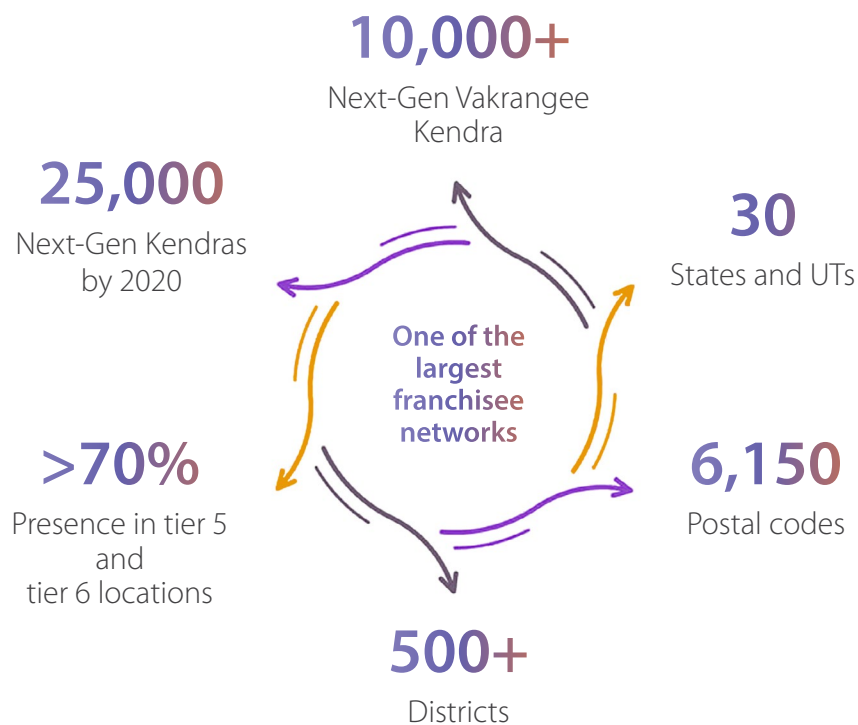 10,000+
Next-Gen Vakrangee
Kendra
25,000
Next-Gen Kendras
by 2020
30
States and UTs
One of the
largest
franchisee
networks
>70%
Presence in tier 5
and
tier 6 locations
6,150
Postal codes
500+
Districts